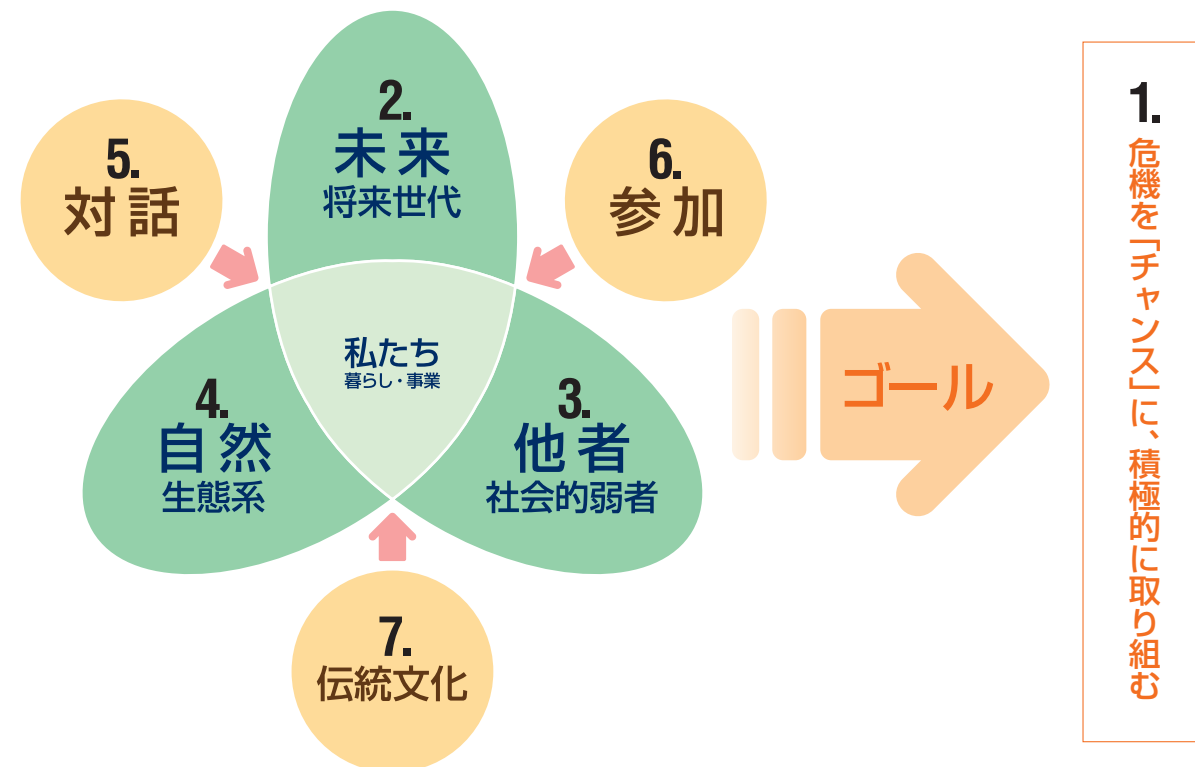 2.
未来
将来世代
5.
対話
6.
参加
私たち
暮らし・事業
4.
自然
生態系
3.
他者
社会的弱者
7.
伝統文化
ゴール
1. 危機を「チャンス」に、積極的に取り組む